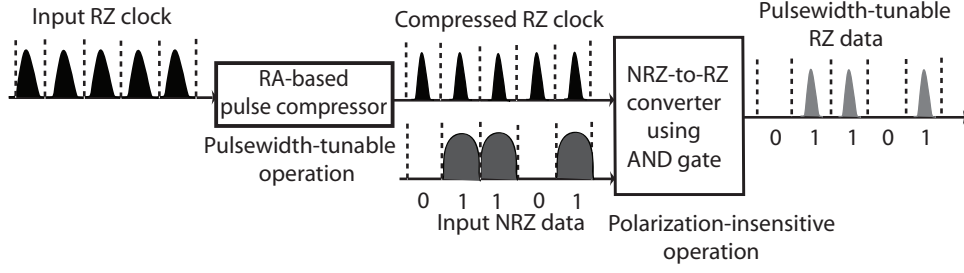 Input RZ clock
RA-based
pulse compressor
Pulsewidth-tunable
operation
Compressed RZ clock
0 1 1 0 1
Input NRZ data
NRZ-to-RZ
converter
using
AND gate
Polarization-insensitive
operation
Pulsewidth-tunable
RZ data
0 1 1 0 1